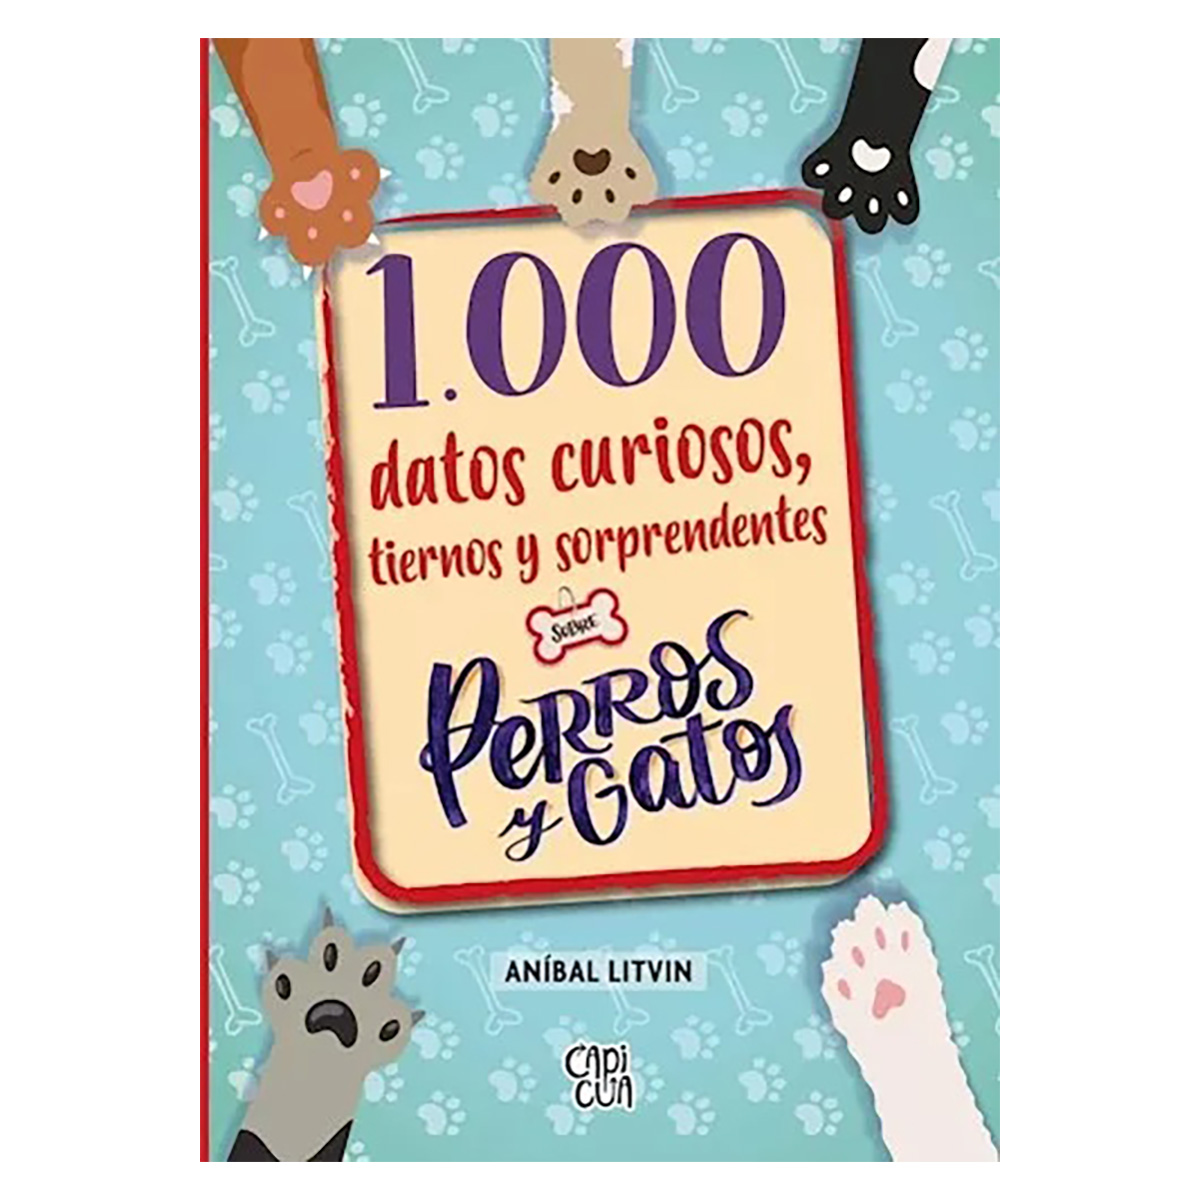 1.000
datos curiosos,
tiernos y sorprendentes
SOBRE
PERROS
y Gatos
ANÍBAL LITVIN
CAPI
CUA